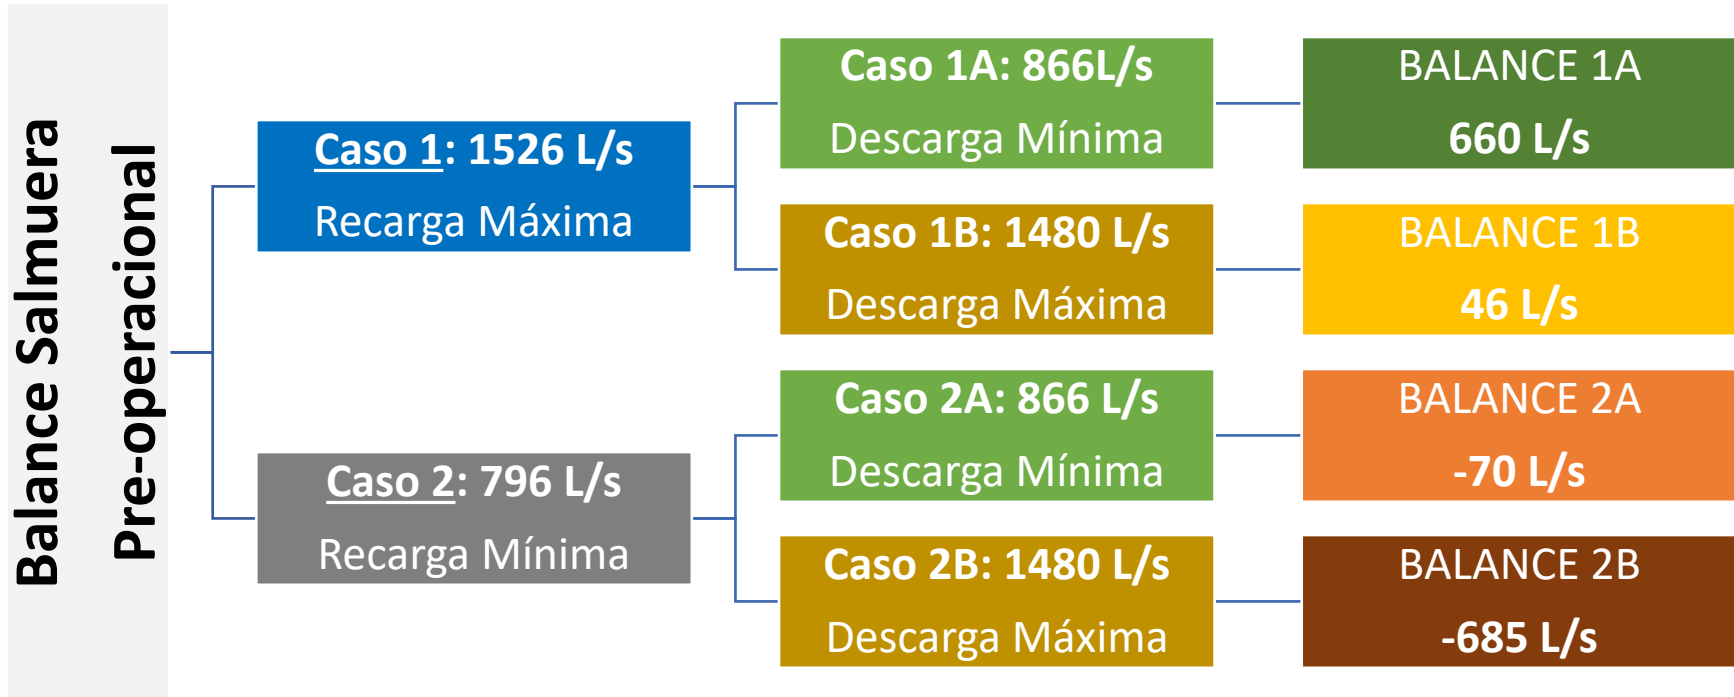 Balance Salmuera
Pre-operacional
Caso 1: 1526 L/s
Recarga Máxima
Caso 1A: 866L/s
Descarga Mínima
BALANCE 1A
660 L/s
Caso 1B: 1480 L/s
Descarga Máxima
BALANCE 1B
46 L/s
Caso 2: 796 L/s
Recarga Mínima
Caso 2A: 866 L/s
Descarga Mínima
BALANCE 2A
-70 L/s
Caso 2B: 1480 L/s
Descarga Máxima
BALANCE 2B
-685 L/s